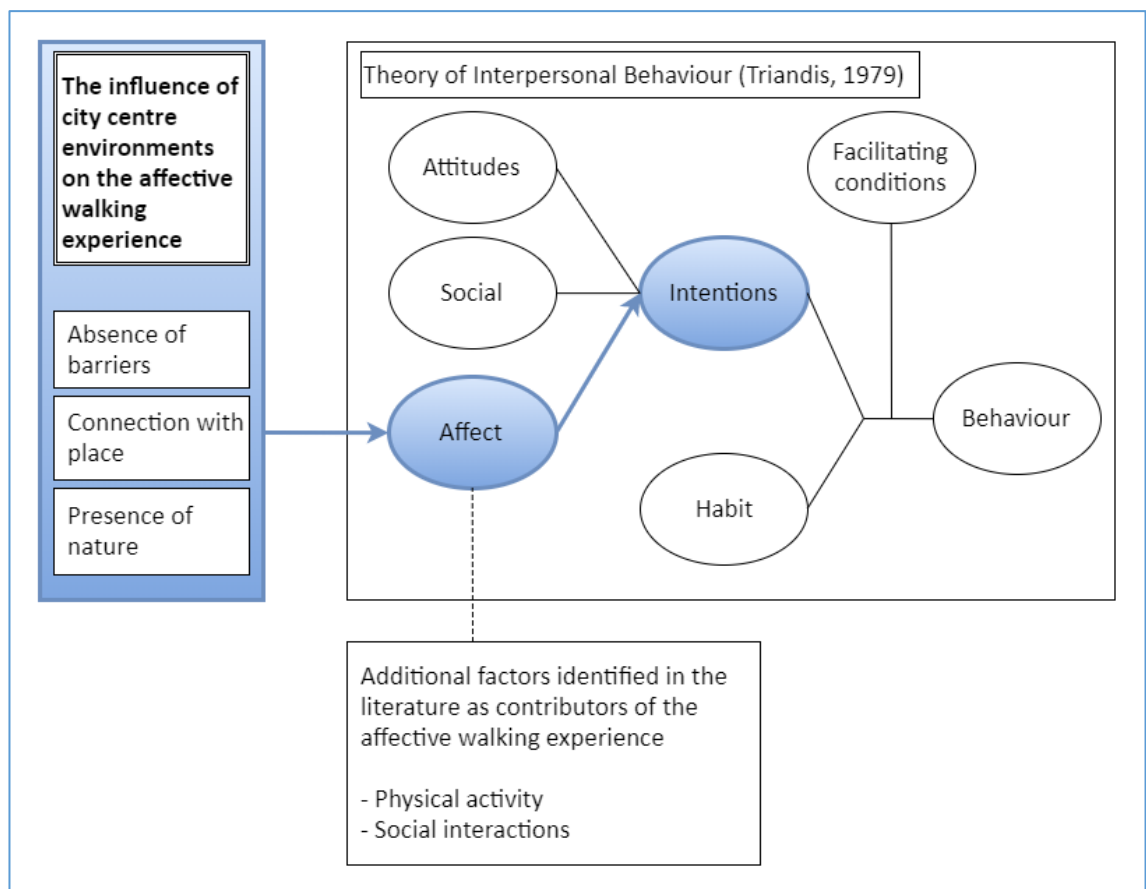 The influence of
city centre
environments
on the affective
walking
experience
Absence of
barriers
Connection with
place
Presence of
nature
Theory of Interpersonal Behaviour (Triandis, 1979)
Attitudes
Social
Affect
Intentions
Facilitating
conditions
Habit
Behaviour
Additional factors identified in the
literature as contributors of the
affective walking experience
- Physical activity
- Social interactions